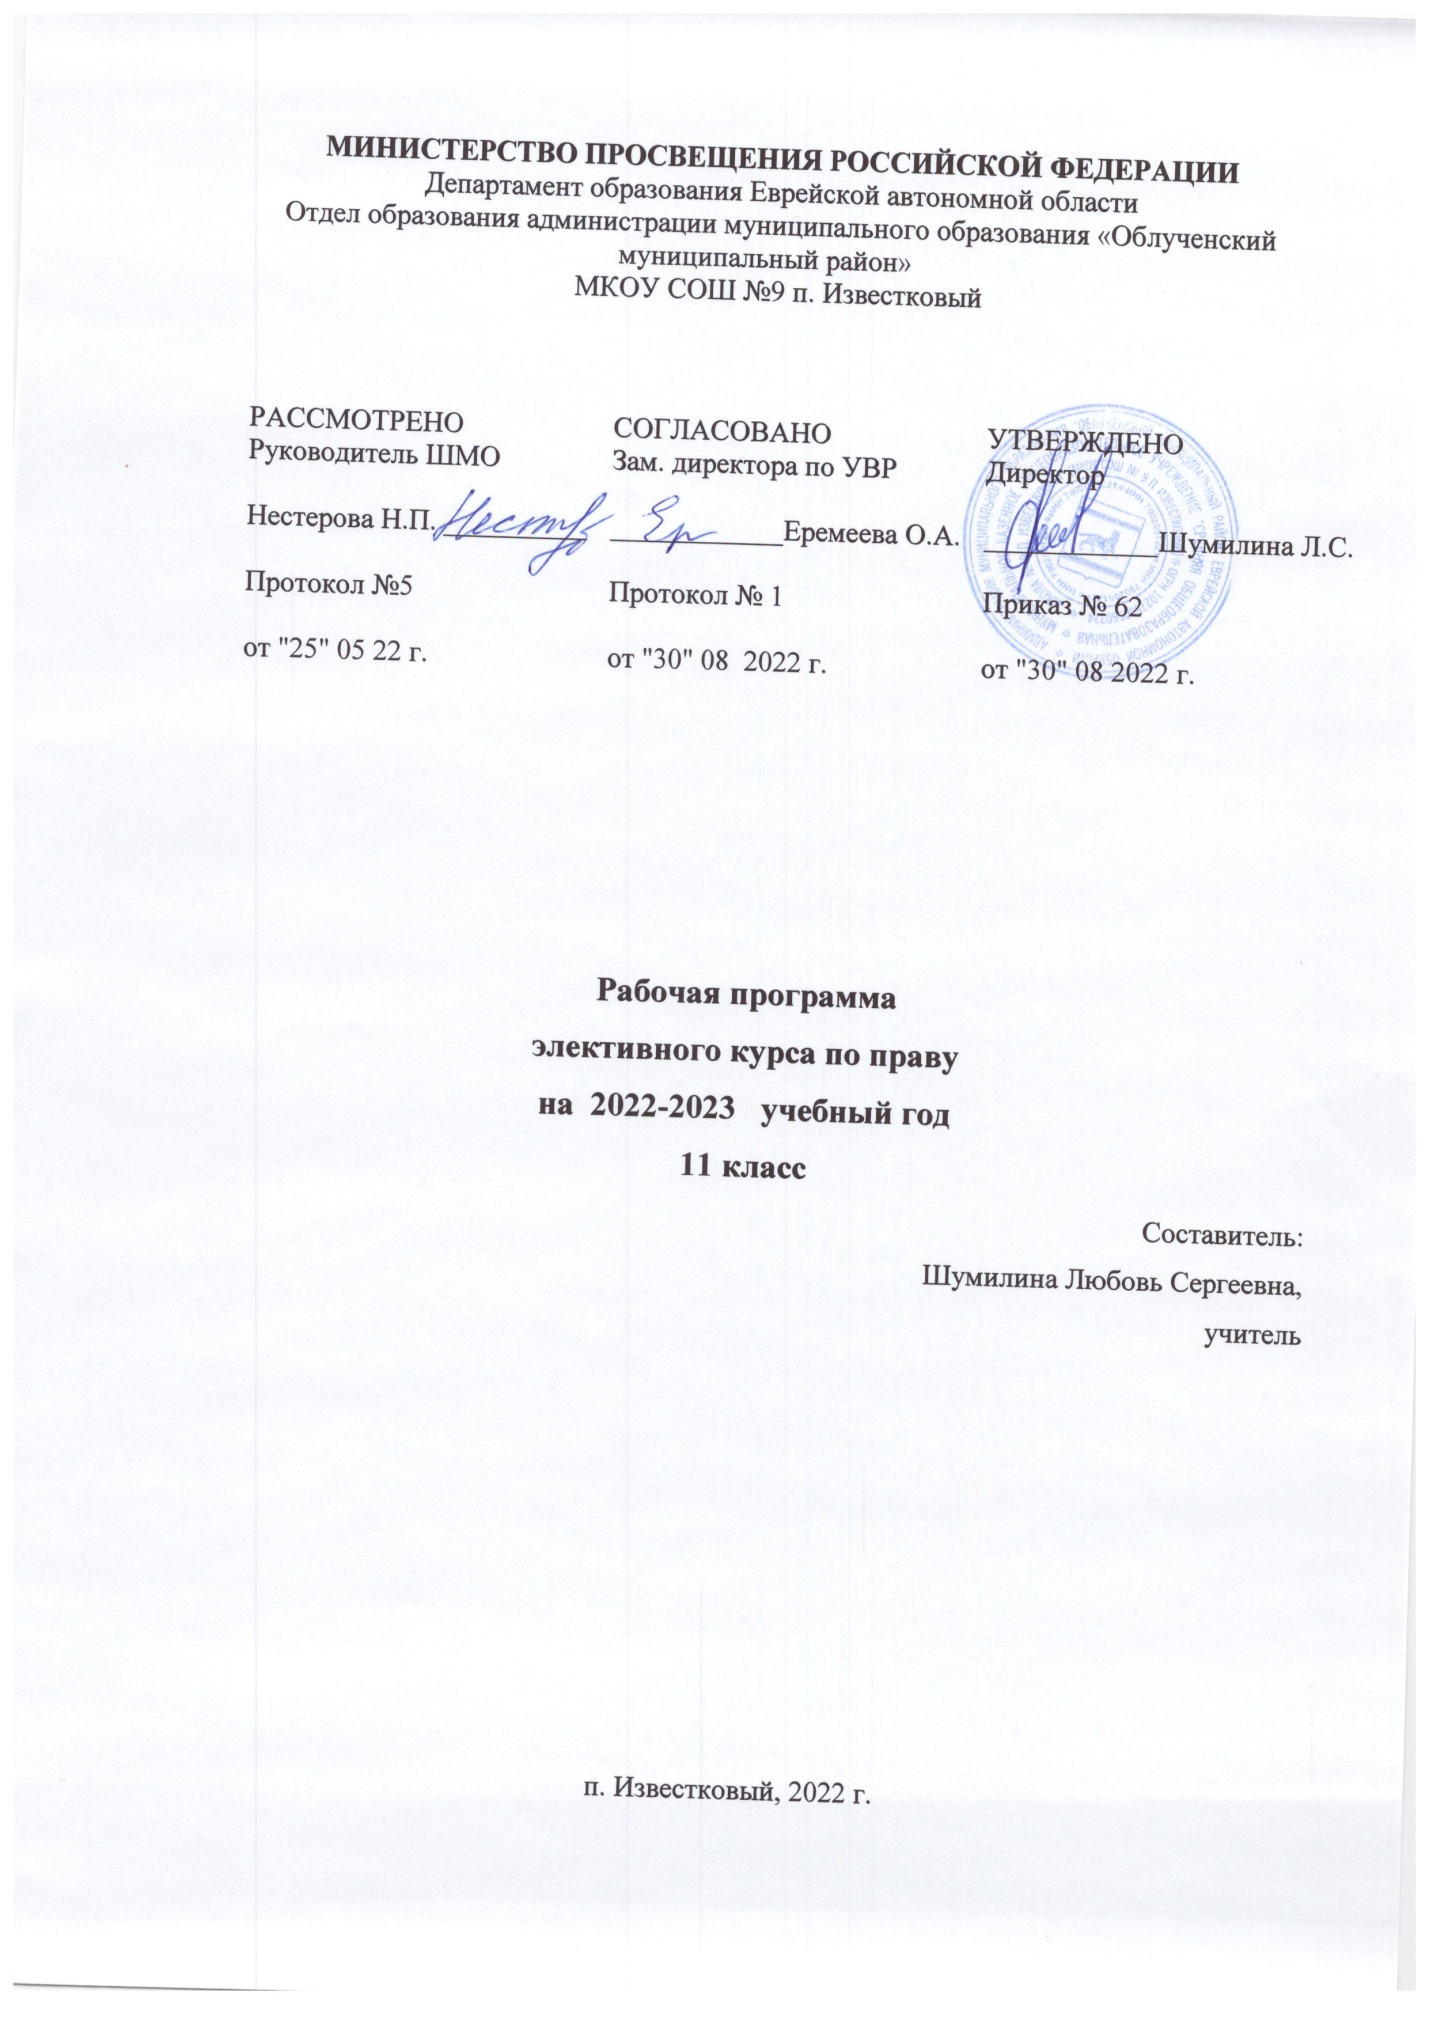 МИНИСТЕРСТВО ПРОСВЕЩЕНИЯ РОССИЙСКОЙ ФЕДЕРАЦИИ
Департамент образования Еврейской автономной области
Отдел образования администрации муниципального образования «Облученский
муниципальный район»
МКОУ СОШ №9 п. Известковый
РАССМОТРЕНО
Руководитель ШМО
Нестерова Н.П.
Протокол №5
от "25" 05 22 г.
СОГЛАСОВАНО
Зам. директора по УВР
____________Еремеева О.А.
Протокол № 1
от "30" 08 2022 г.
УТВЕРЖДЕНО
Директор
____________Шумилина Л.С.
Приказ № 62
от "30" 08 2022 г.
Рабочая программа
элективного курса по праву
на 2022-2023 учебный год
11 класс
Составитель:
Шумилина Любовь Сергеевна,
учитель
п. Известковый, 2022 г.